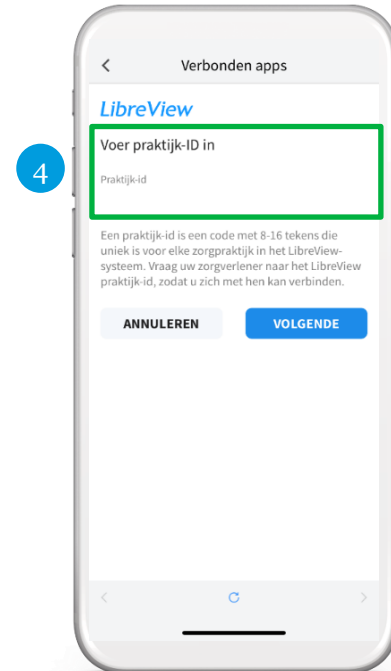 Verbonden apps
LibreView
Voer praktijk-ID in
4
Praktijk-id
Een praktijk-id is een code met 8-16 tekens die
uniek is voor elke zorgpraktijk in het LibreView-
systeem. Vraag uw zorgverlener naar het LibreView
praktijk-id, zodat u zich met hen kan verbinden.
ANNULEREN VOLGENDE